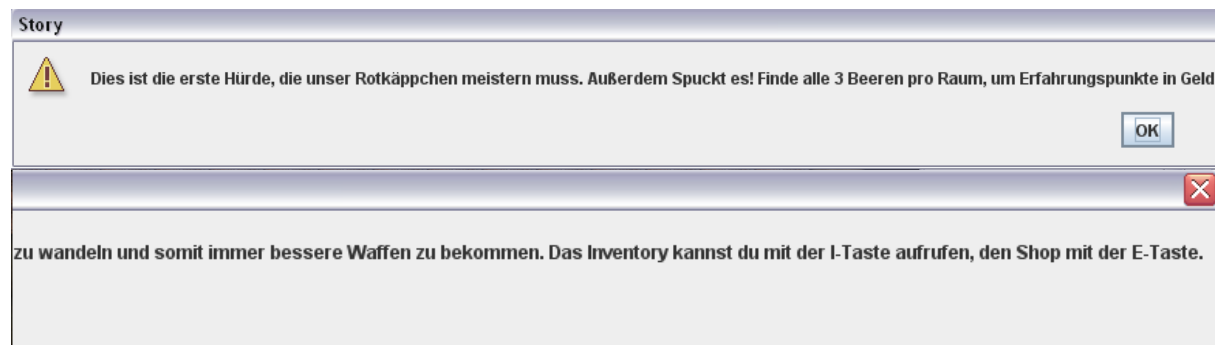 Story
Dies ist die erste Hürde, die unser Rotkäppchen meistern muss. Außerdem Spuckt es! Finde alle 3 Beeren pro Raum, um Erfahrungspunkte in Geld
OK
zu wandeln und somit immer bessere Waffen zu bekommen. Das Inventory kannst du mit der I-Taste aufrufen, den Shop mit der E-Taste.